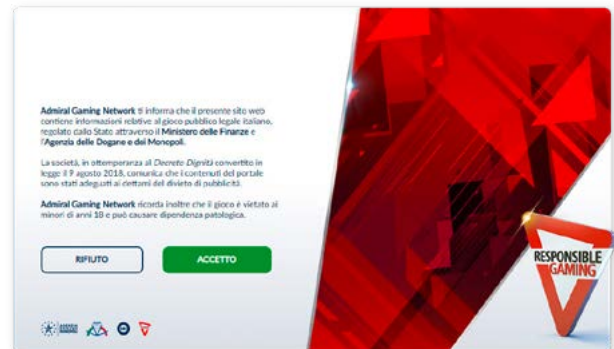 Admiral Gaming Network ti informa che il presente sito web
contiene informazioni relative al gioco pubblico legale italiano,
regolato dallo Stato attraverso il Ministero delle Finanze e
l'Agenzia delle Dogane e dei Monopoli.
La società, in ottemperanza al Decreto Dignità convertito in
legge il 9 agosto 2018, comunica che i contenuti del portale
sono stati adeguati ai dettami del divieto di pubblicità.
Admiral Gaming Network ricorda inoltre che il gioco è vietato ai
minori di anni 18 e può causare dipendenza patologica.
RIFIUTO
ACCETTO
RESPONSIBLE
GAMING